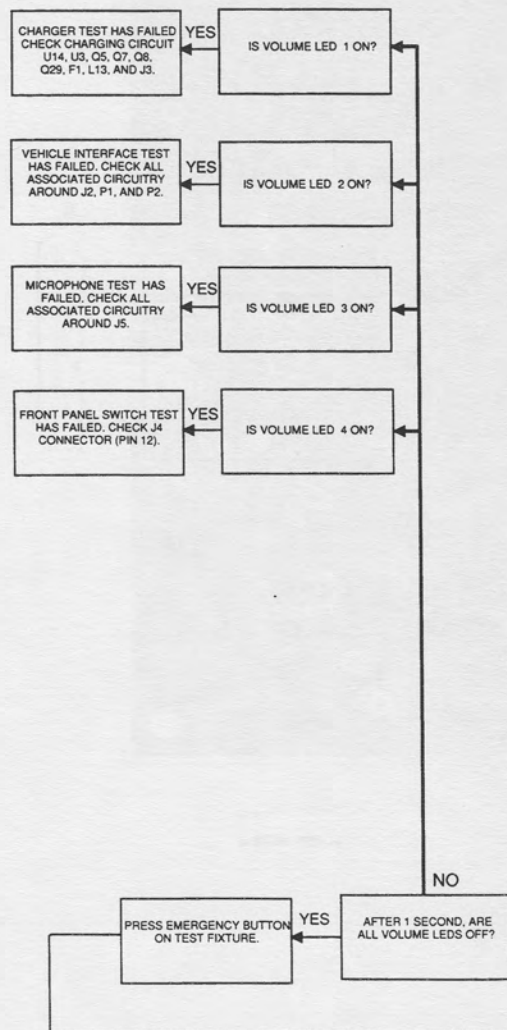 CHARGER TEST HAS FAILED
CHECK CHARGING CIRCUIT
U14, U3, Q5, Q7, Q8,
Q29, F1, L13, AND J3.
YES
IS VOLUME LED 1 ON?
VEHICLE INTERFACE TEST
HAS FAILED. CHECK ALL
ASSOCIATED CIRCUITRY
AROUND J2, P1, AND P2.
YES
IS VOLUME LED 2 ON?
MICROPHONE TEST HAS
FAILED. CHECK ALL
ASSOCIATED CIRCUITRY
AROUND J5.
YES
IS VOLUME LED 3 ON?
FRONT PANEL SWITCH TEST
HAS FAILED. CHECK J4
CONNECTOR (PIN 12).
YES
IS VOLUME LED 4 ON?
NO
PRESS EMERGENCY BUTTON
ON TEST FIXTURE.
YES
AFTER 1 SECOND, ARE
ALL VOLUME LEDS OFF?